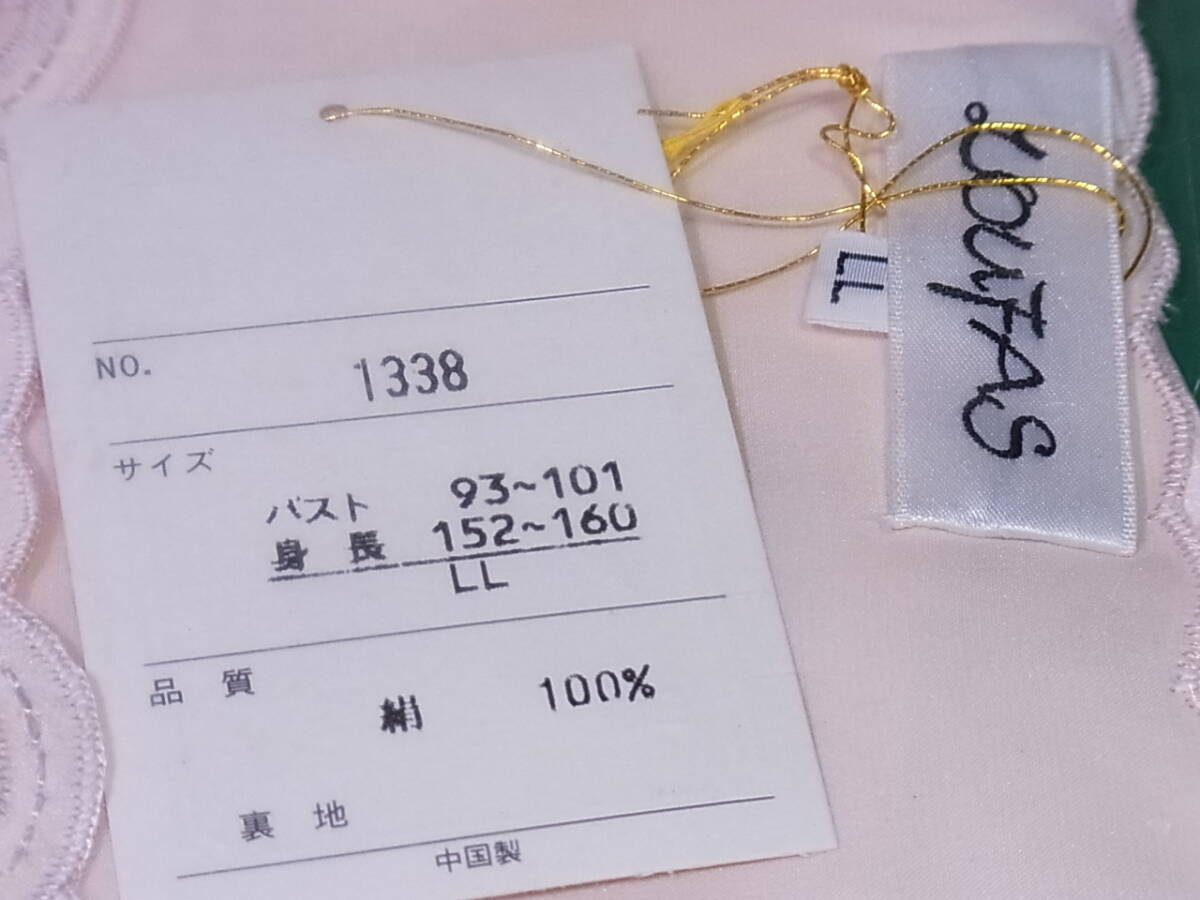 NO. 1338
サイズ
バスト 93~101
身長 152~160
LL
品質
絹 100%
裏地
中国製
LL